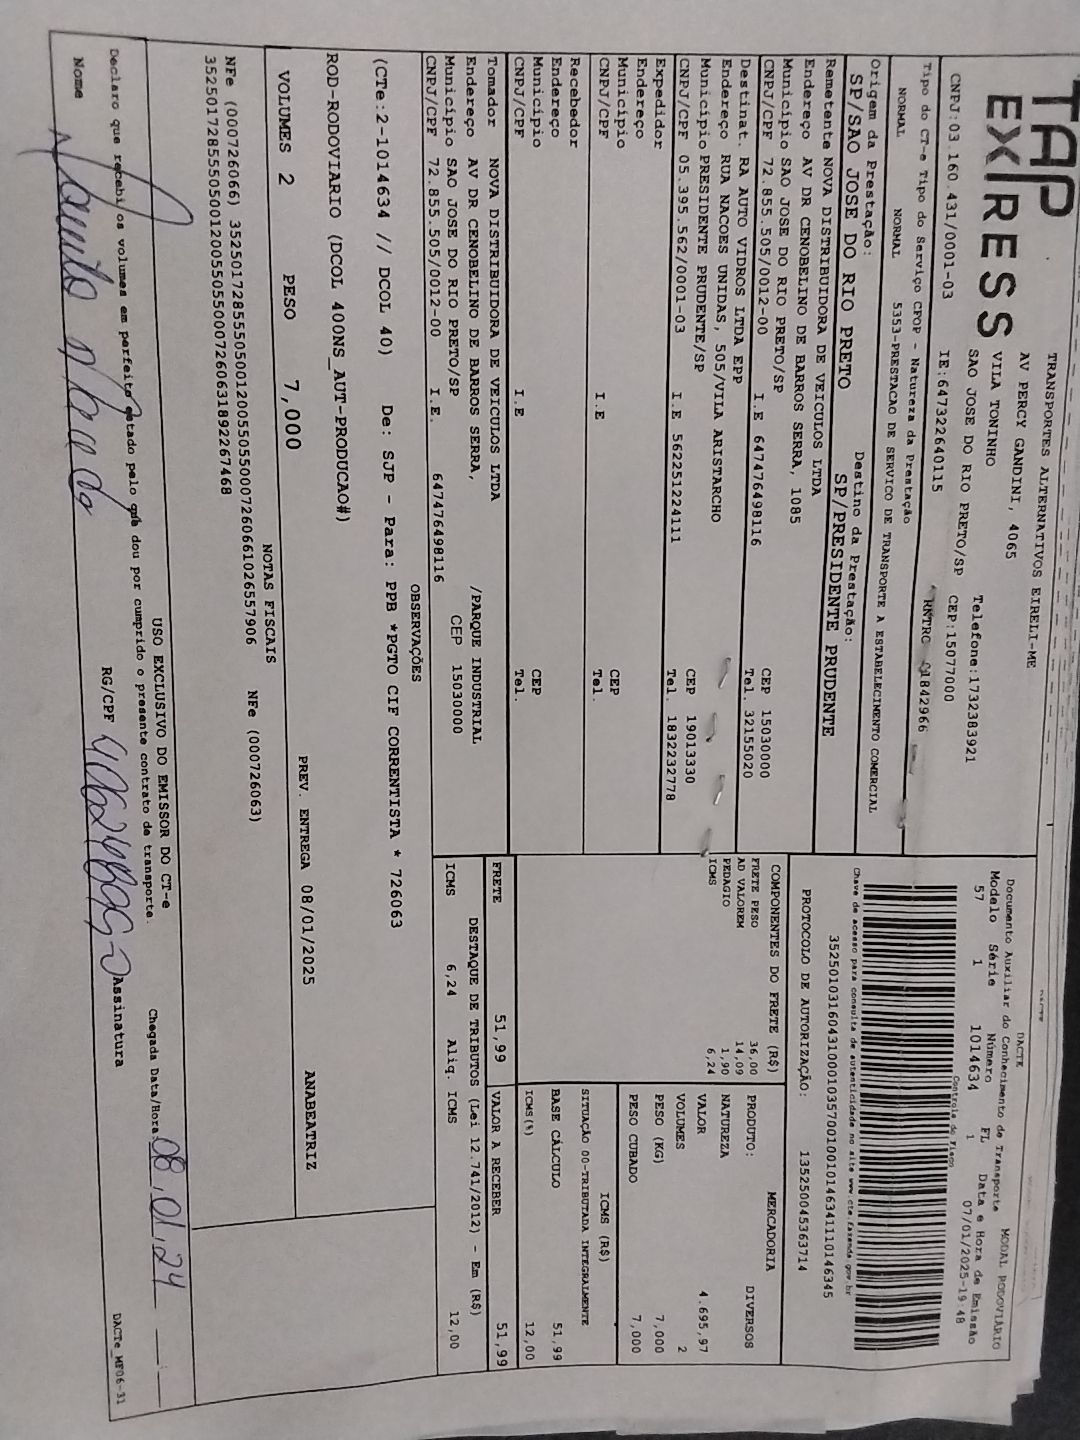 TAP
EXPRESS
TRANSPORTES ALTERNATIVOS EIRELI-ME
AV PERCY GANDINI, 4065
VILA TONINHO Telefone:1732383921
SAO JOSE DO RIO PRETO/SP CEP:15077000
CNPJ:03.160.431/0001-03 IE:647322640115 RNTRC 01842966
Tipo do CT-e Tipo do Serviço CFOP - Natureza da Prestação
NORMAL NORMAL 5353-PRESTACAO DE SERVICO DE TRANSPORTE A ESTABELECIMENTO COMERCIAL
Origem da Prestação: Destino da Prestação:
SP/SAO JOSE DO RIO PRETO SP/PRESIDENTE PRUDENTE
DACTE
Documento Auxiliar do Conhecimento de Transporte MODAL RODOVIÁRIO
Modelo Série Número FL Data e Hora de Emissão
57 1 1014634 1 07/01/2025-19:48
Controle do Fisco
Chave de acesso para consulta de autenticidade no site www.cte.fazenda.gov.br
PROTOCOLO DE AUTORIZAÇÃO: 135250045363714
Remetente NOVA DISTRIBUIDORA DE VEICULOS LTDA
Endereço AV DR CENOBELINO DE BARROS SERRA, 1085
Município SAO JOSE DO RIO PRETO/SP CEP 15030000
CNPJ/CPF 72.855.505/0012-00 I.E 647476498116 Tel. 32155020
Destinat. RA AUTO VIDROS LTDA EPP
Endereço RUA NACOES UNIDAS, 505/VILA ARISTARCHO
Município PRESIDENTE PRUDENTE/SP CEP 19013330
CNPJ/CPF 05.395.562/0001-03 I.E 562251224111 Tel. 1832232778
Expedidor
Endereço
Município CEP
CNPJ/CPF I.E Tel.
Recebedor
Endereço
Município CEP
CNPJ/CPF I.E Tel.
Tomador NOVA DISTRIBUIDORA DE VEICULOS LTDA
Endereço AV DR CENOBELINO DE BARROS SERRA, /PARQUE INDUSTRIAL
Município SAO JOSE DO RIO PRETO/SP CEP 15030000
CNPJ/CPF 72.855.505/0012-00 I.E. 647476498116
COMPONENTES DO FRETE (R$)
FRETE PESO 36,00
AD VALOREM 14,09
PEDAGIO 1,90
ICMS 6,24
MERCADORIA
PRODUTO: DIVERSOS
NATUREZA
VALOR 4.695,97
VOLUMES 2
PESO (KG) 7,000
PESO CUBADO 7,000
ICMS (R$)
SITUAÇÃO 00-TRIBUTADA INTEGRALMENTE
BASE CÁLCULO 51,99
ICMS(%) 12,00
FRETE 51,99 VALOR A RECEBER 51,99
DESTAQUE DE TRIBUTOS (Lei 12.741/2012) - Em (R$)
ICMS 6,24 Aliq. ICMS 12,00
OBSERVAÇÕES
(CTe:2-1014634 // DCOL 40) De: SJP - Para: PPB *PGTO CIF CORRENTISTA * 726063
ROD-RODOVIARIO (DCOL 400NS_AUT-PRODUCAO#)
PREV. ENTREGA 08/01/2025 ANABEATRIZ
VOLUMES 2 PESO 7,000
NOTAS FISCAIS
NFe (000726066) NFe (000726063)
USO EXCLUSIVO DO EMISSOR DO CT-e
Declaro que recebi os volumes em perfeito estado pelo que dou por cumprido o presente contrato de transporte. Chegada Data/Hora 08.01.24
Nome RG/CPF Assinatura
DACTe_MF06-31